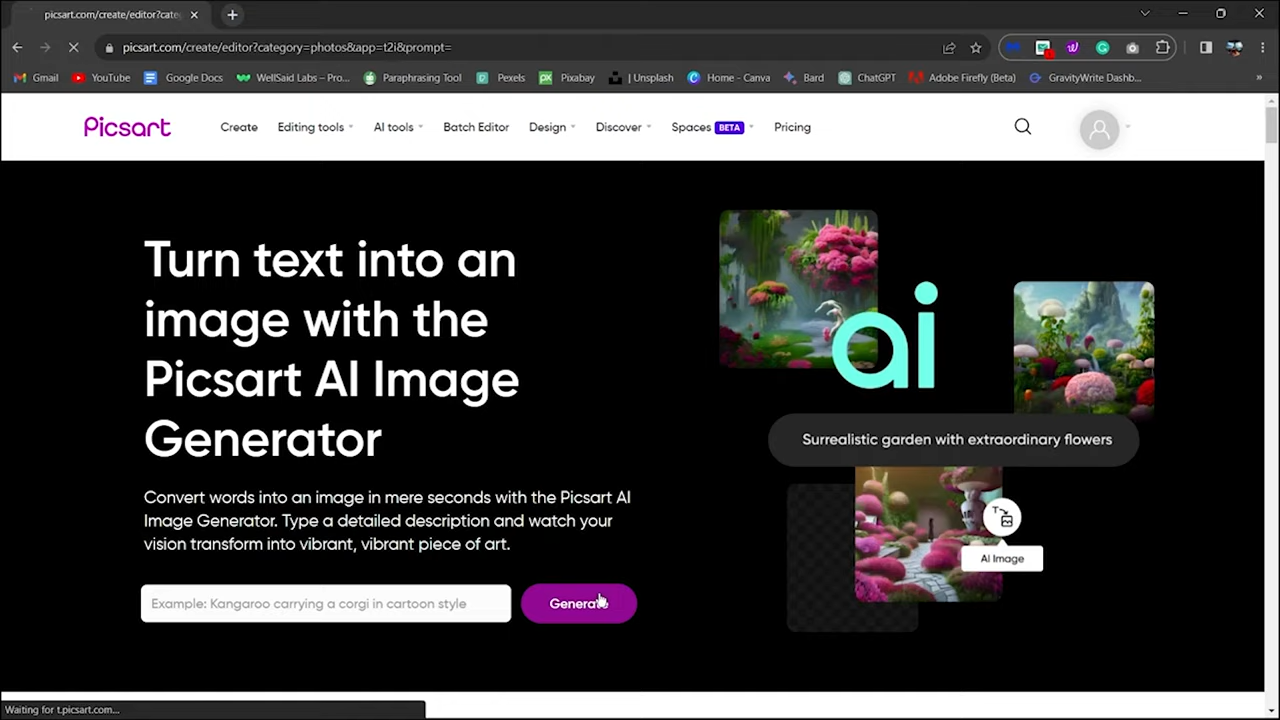 picsart.com/create/editor?cate
picsart.com/create/editor?category=photos&app=t2i&prompt=
Gmail YouTube Google Docs WellSaid Labs – Pro... Paraphrasing Tool Pexels Pixabay | Unsplash Home - Canva Bard ChatGPT Adobe Firefly (Beta) GravityWrite Dashb...
Picsart Create Editing tools AI tools Batch Editor Design Discover Spaces BETA Pricing
Turn text into an
image with the
Picsart AI Image
Generator
Convert words into an image in mere seconds with the Picsart AI
Image Generator. Type a detailed description and watch your
vision transform into vibrant, vibrant piece of art.
Example: Kangaroo carrying a corgi in cartoon style
Generate
ai
Surrealistic garden with extraordinary flowers
T
AI Image
Waiting for t.picsart.com...